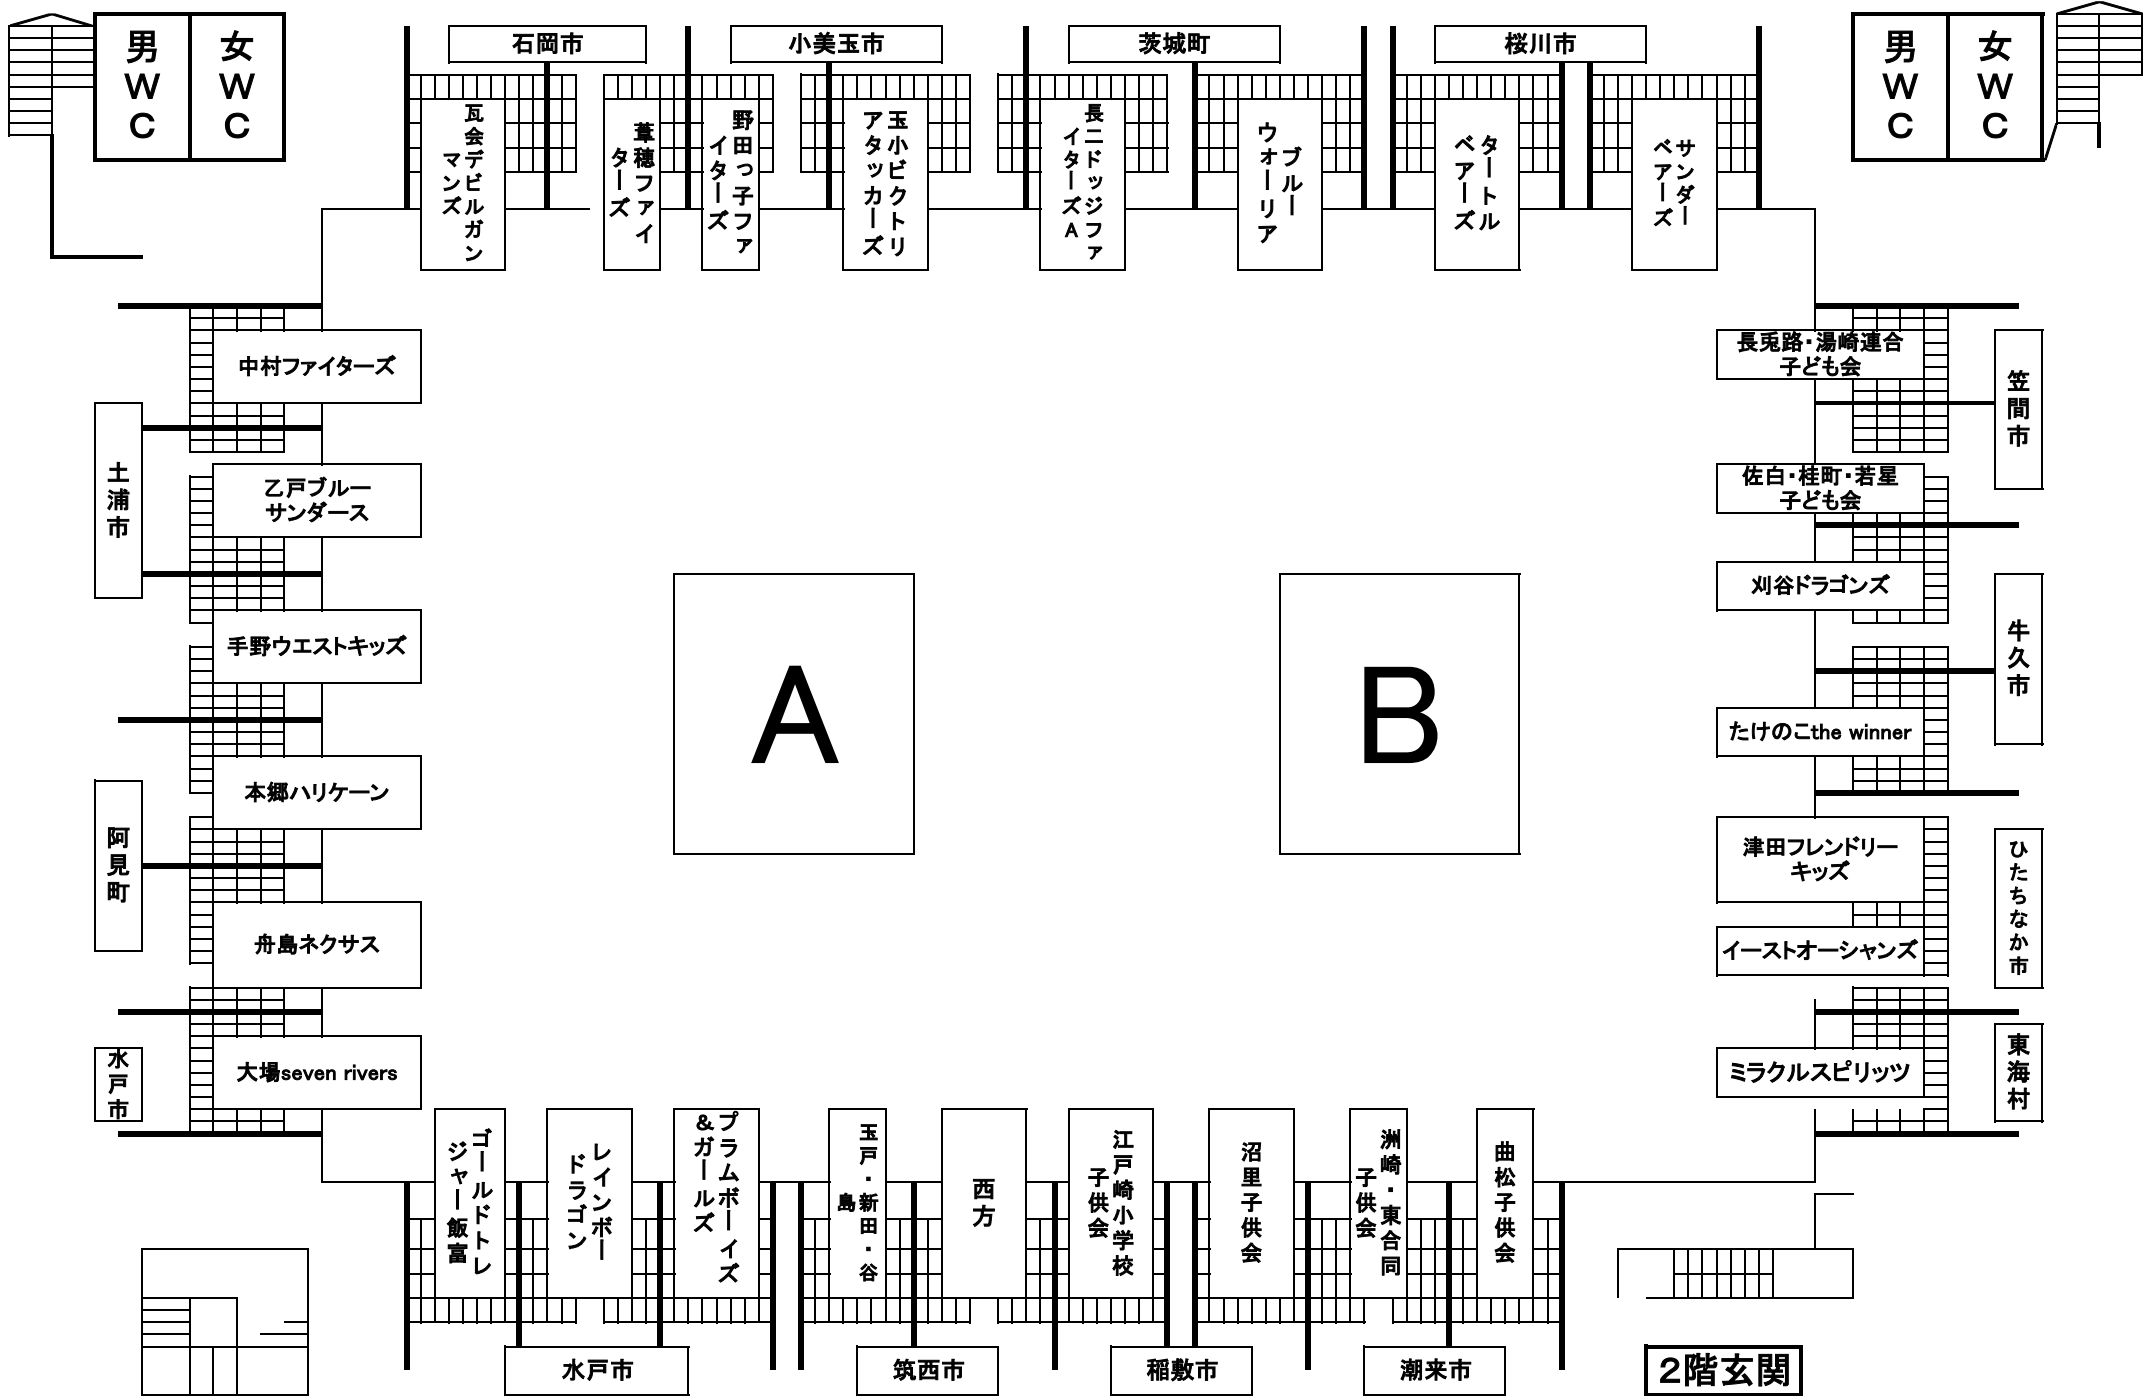 男WC
女WC
石岡市
小美玉市
茨城町
桜川市
男WC
女WC
瓦会デビルガン
マンズ
葦穂ファイ
ターズ
野田っ子ファ
イターズ
玉小ビクトリ
アタッカーズ
長二ドッジファ
イターズA
ブルー
ウォーリア
タートル
ベアーズ
サンダー
ベアーズ
土浦市
中村ファイターズ
乙戸ブルー
サンダース
手野ウエストキッズ
阿見町
本郷ハリケーン
舟島ネクサス
水戸市
大場seven rivers
A
B
長兎路・湯崎連合
子ども会
笠間市
佐白・桂町・若星
子ども会
刈谷ドラゴンズ
牛久市
たけのこthe winner
津田フレンドリー
キッズ
ひたちなか市
イーストオーシャンズ
ミラクルスピリッツ
東海村
ゴールドトレ
ジャー飯富
レインボー
ドラゴン
プラムボーイズ
&ガールズ
玉戸・新田・谷
島
西方
江戸崎小学校
子供会
沼里子供会
洲崎・東合同
子供会
曲松子供会
水戸市
筑西市
稲敷市
潮来市
2階玄関